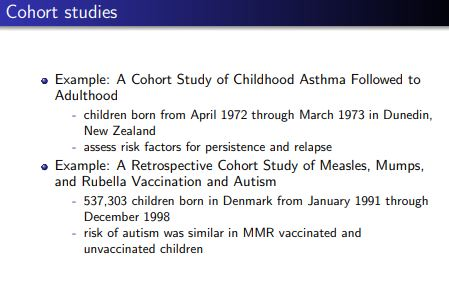 Cohort studies
Example: A Cohort Study of Childhood Asthma Followed to
Adulthood
- children born from April 1972 through March 1973 in Dunedin,
New Zealand
- assess risk factors for persistence and relapse
Example: A Retrospective Cohort Study of Measles, Mumps,
and Rubella Vaccination and Autism
- 537,303 children born in Denmark from January 1991 through
December 1998
- risk of autism was similar in MMR vaccinated and
unvaccinated children